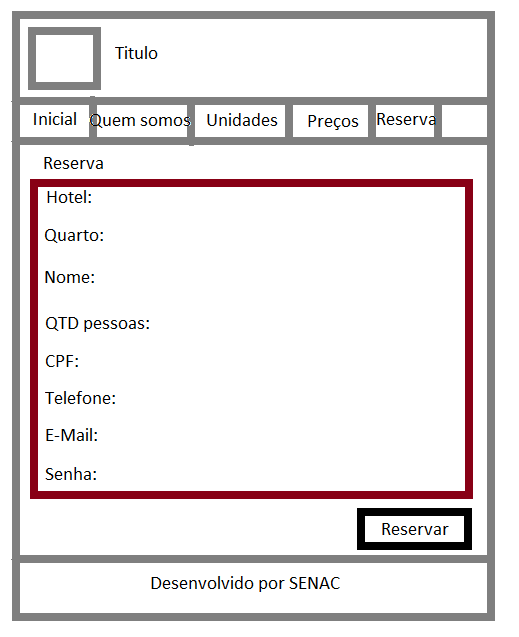 Titulo
Inicial Quem somos Unidades Preços Reserva
Reserva
Hotel:
Quarto:
Nome:
QTD pessoas:
CPF:
Telefone:
E-Mail:
Senha:
Reservar
Desenvolvido por SENAC